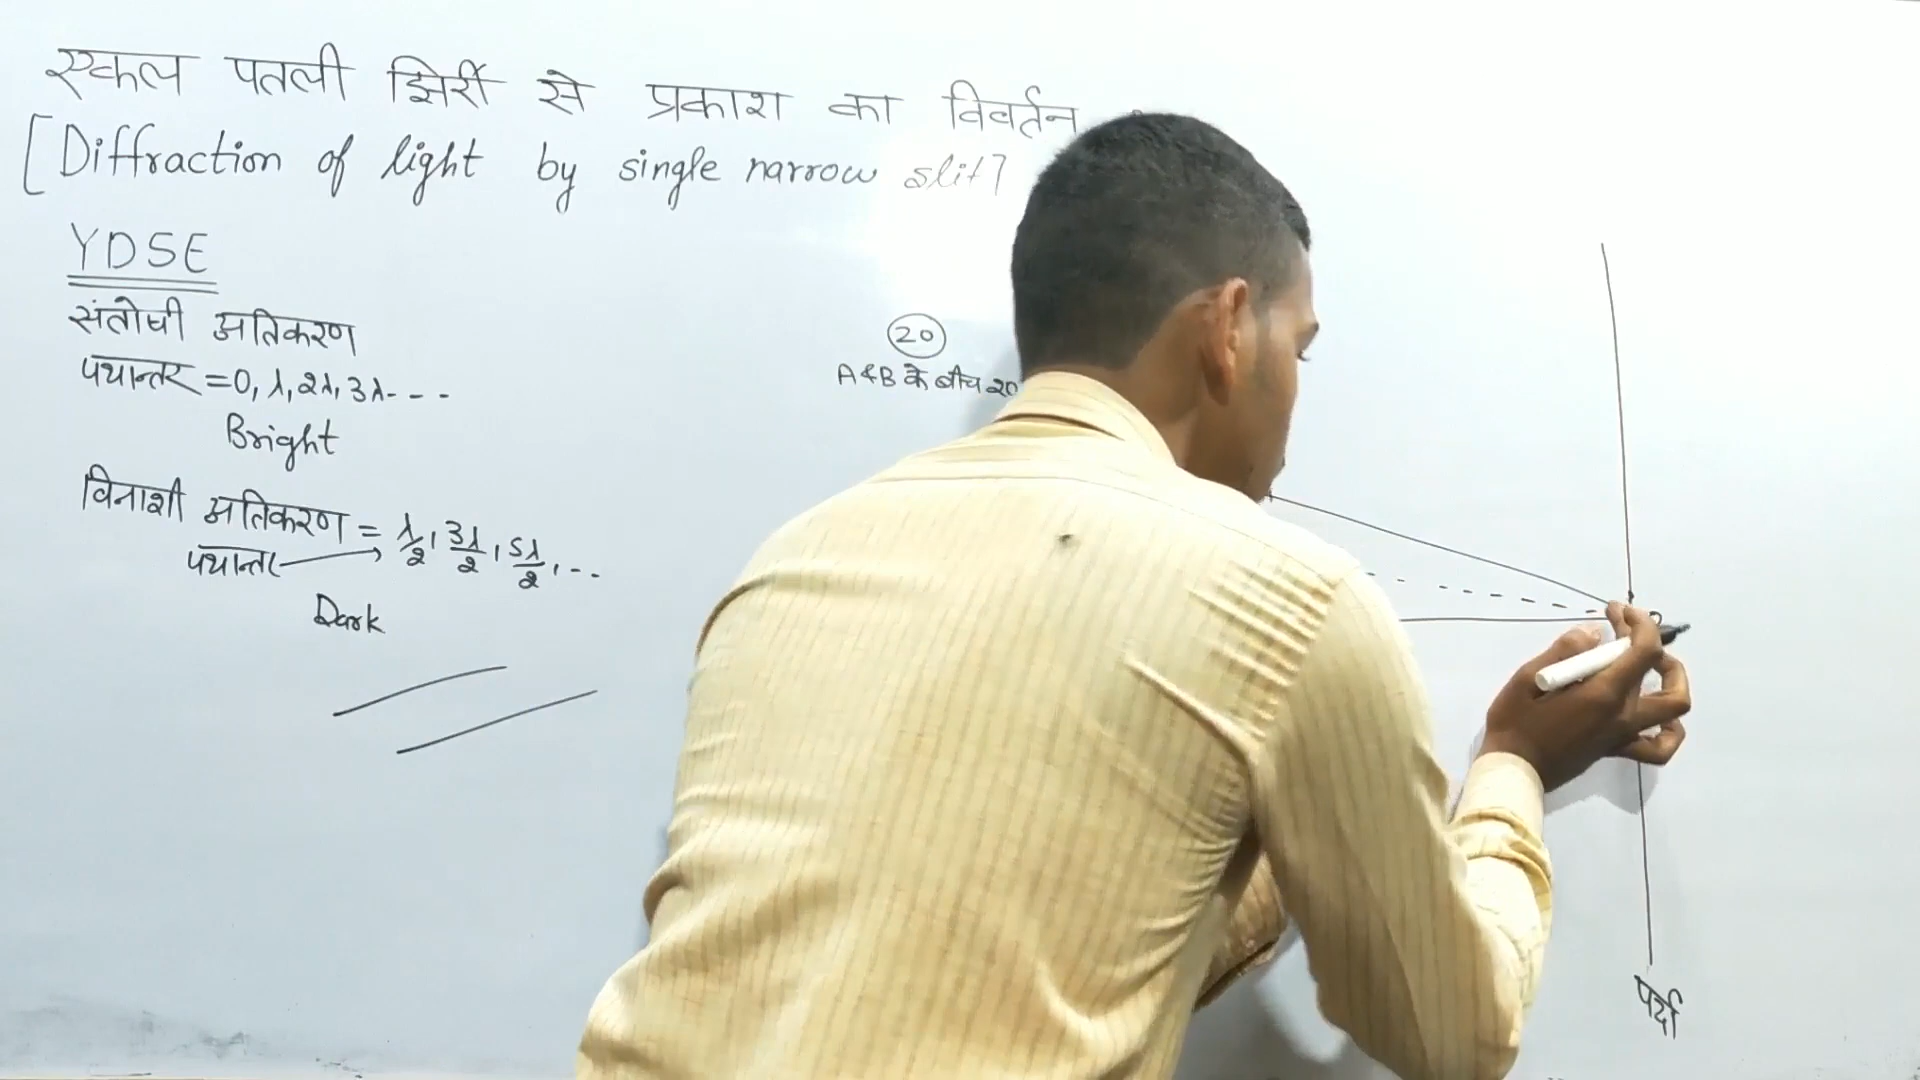 एकल पतली झिर्री से प्रकाश का विवर्तन
[Diffraction of light by single narrow slit]
YDSE
संतोषी अतिकरण
पथान्तर = 0, λ, 2λ, 3λ - - -
Bright
विनाशी अतिकरण = λ/2, 3λ/2, 5λ/2, - -
पथान्तर
Dark
20
A & B के बीच 20
पर्दा